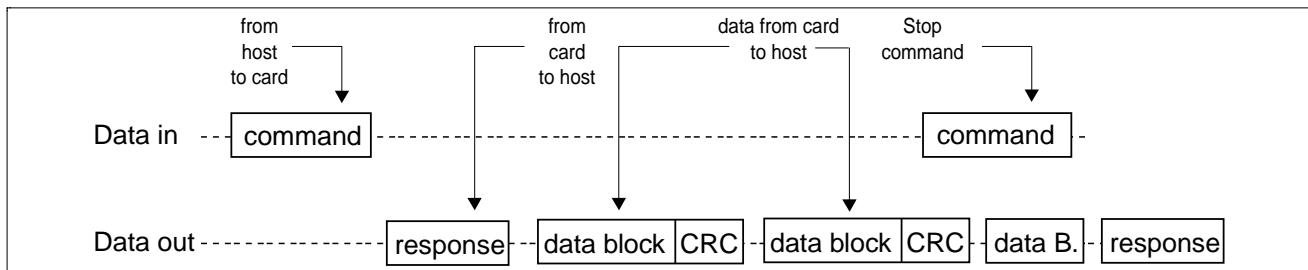 from
host
to card
from
card
to host
data from card
to host
Stop
command
Data in
command
command
Data out
response
data block CRC
data block CRC
data B.
response